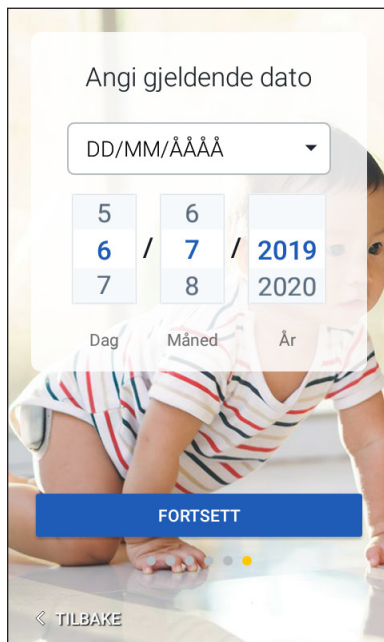 Angi gjeldende dato
DD/MM/ÅÅÅÅ
5 6
6 / 7 / 2019
7 8 2020
Dag Måned År
FORTSETT
TILBAKE